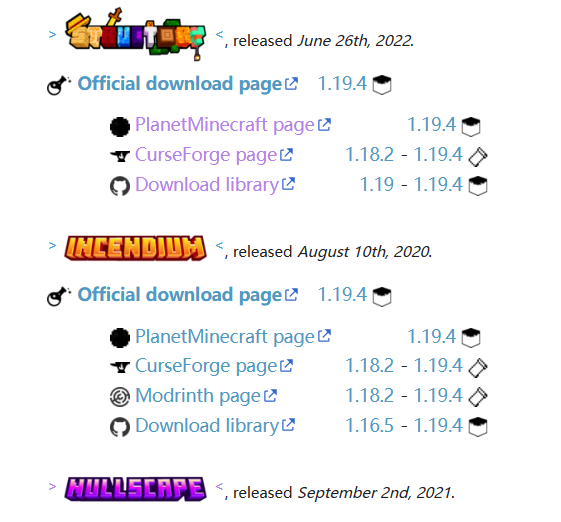 > STRUCTORY <, released June 26th, 2022.
Official download page 1.19.4
PlanetMinecraft page 1.19.4
CurseForge page 1.18.2 - 1.19.4
Download library 1.19 - 1.19.4
> INCENDIUM <, released August 10th, 2020.
Official download page 1.19.4
PlanetMinecraft page 1.19.4
CurseForge page 1.18.2 - 1.19.4
Modrinth page 1.18.2 - 1.19.4
Download library 1.16.5 - 1.19.4
> NULLSCAPE <, released September 2nd, 2021.